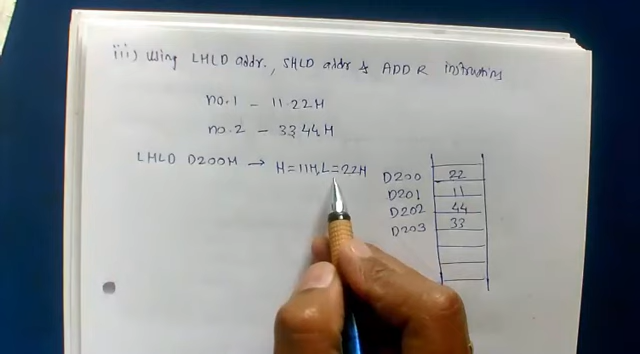 iii) Using LHLD addr., SHLD addr & ADD R instructions
no.1 - 1122H
no.2 - 3344H
LHLD D200H → H=11H, L=22H
D200 22
D201 11
D202 44
D203 33